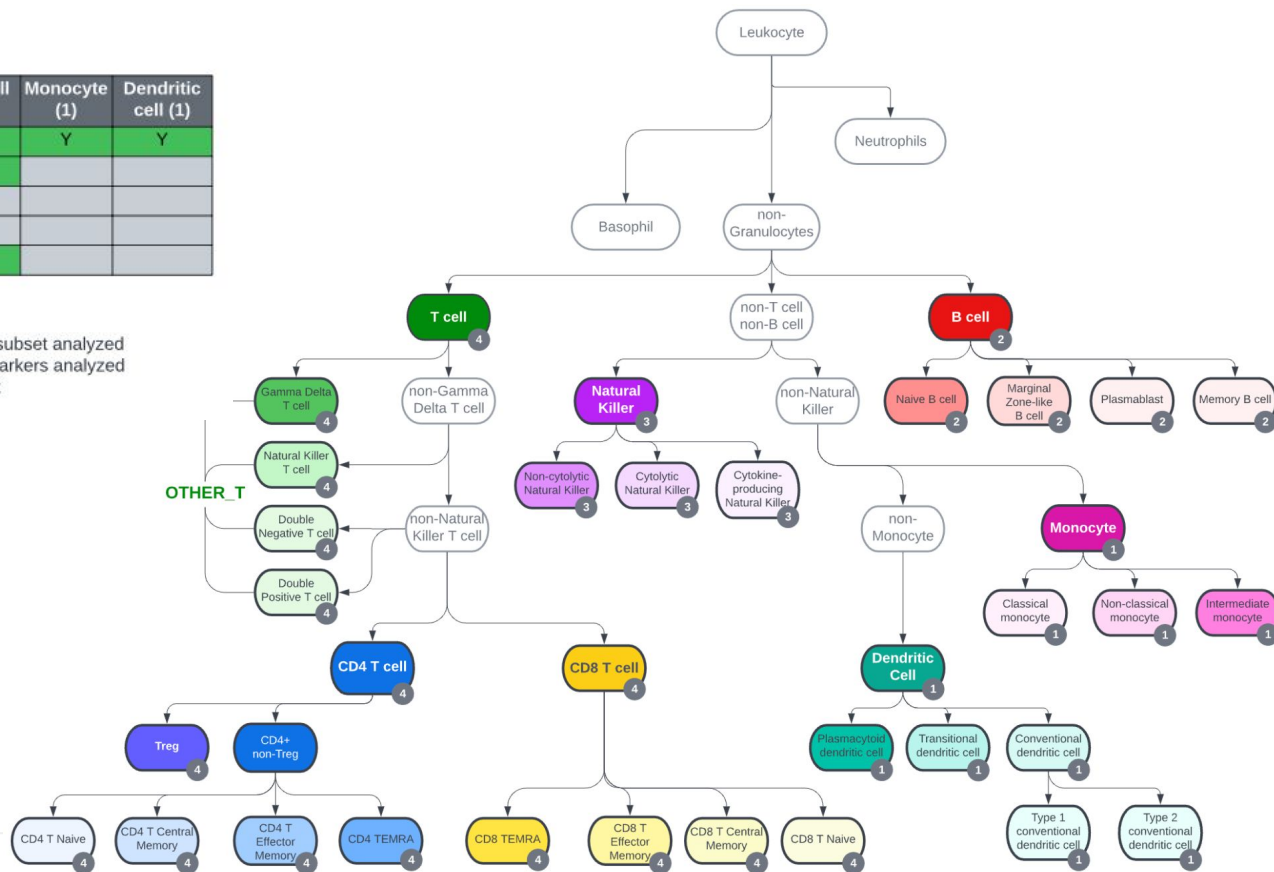 Leukocyte
ll Monocyte Dendritic
(1) cell (1)
Y Y
Neutrophils
Basophil
non-
Granulocytes
T cell
4
non-T cell
non-B cell
B cell
2
subset analyzed
arkers analyzed
Gamma Delta
T cell
4
non-Gamma
Delta T cell
Natural
Killer
3
non-Natural
Killer
Naive B cell
2
Marginal
Zone-like
B cell
2
Plasmablast
2
Memory B cell
2
Natural Killer
T cell
4
Non-cytolytic
Natural Killer
3
Cytolytic
Natural Killer
3
Cytokine-
producing
Natural Killer
3
OTHER_T
Double
Negative T cell
4
non-Natural
Killer T cell
non-
Monocyte
Monocyte
1
Double
Positive T cell
4
Classical
monocyte
1
Non-classical
monocyte
1
Intermediate
monocyte
1
CD4 T cell
4
CD8 T cell
4
Dendritic
Cell
1
Treg
4
CD4+
non-Treg
Plasmacytoid
dendritic cell
1
Transitional
dendritic cell
1
Conventional
dendritic cell
1
CD4 T Naive
4
CD4 T Central
Memory
4
CD4 T
Effector
Memory
4
CD4 TEMRA
4
CD8 TEMRA
4
CD8 T
Effector
Memory
4
CD8 T Central
Memory
4
CD8 T Naive
4
Type 1
conventional
dendritic cell
1
Type 2
conventional
dendritic cell
1